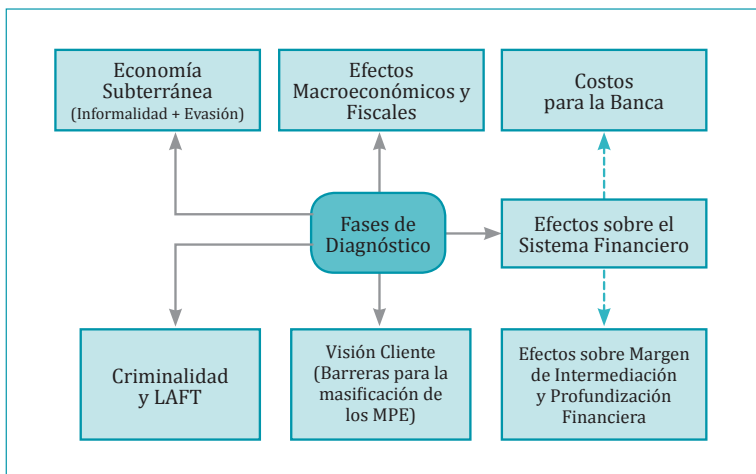 Economía
Subterránea
(Informalidad + Evasión)
Efectos
Macroeconómicos y
Fiscales
Costos
para la Banca
Fases de
Diagnóstico
Efectos sobre el
Sistema Financiero
Criminalidad
y LAFT
Visión Cliente
(Barreras para la
masificación de
los MPE)
Efectos sobre Margen
de Intermediación
y Profundización
Financiera